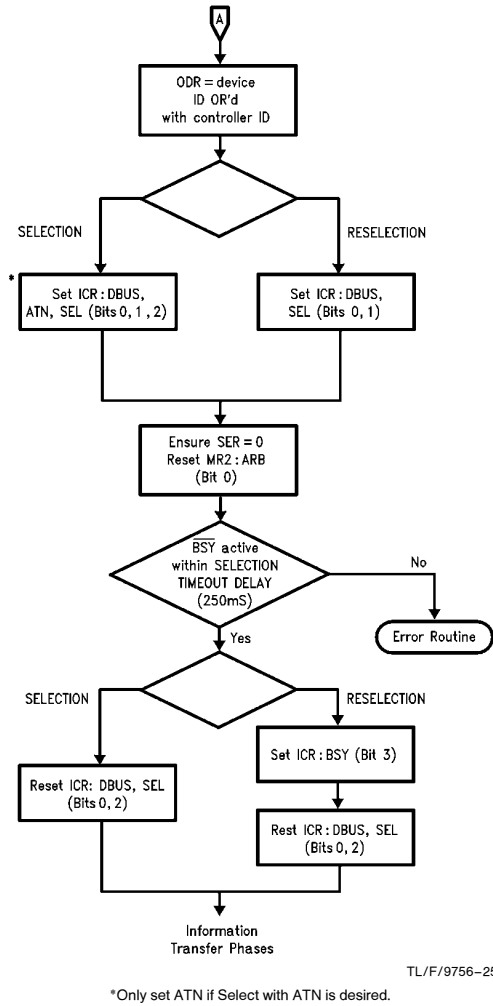 A
ODR = device
ID OR'd
with controller ID
SELECTION
RESELECTION
*
Set ICR : DBUS,
ATN, SEL (Bits 0, 1 , 2)
Set ICR : DBUS,
SEL (Bits 0, 1)
Ensure SER = 0
Reset MR2 : ARB
(Bit 0)
BSY active
within SELECTION
TIMEOUT DELAY
(250mS)
No
Error Routine
Yes
SELECTION
RESELECTION
Set ICR : BSY (Bit 3)
Reset ICR: DBUS, SEL
(Bits 0, 2)
Rest ICR : DBUS, SEL
(Bits 0, 2)
Information
Transfer Phases
TL/F/9756–25
*Only set ATN if Select with ATN is desired.